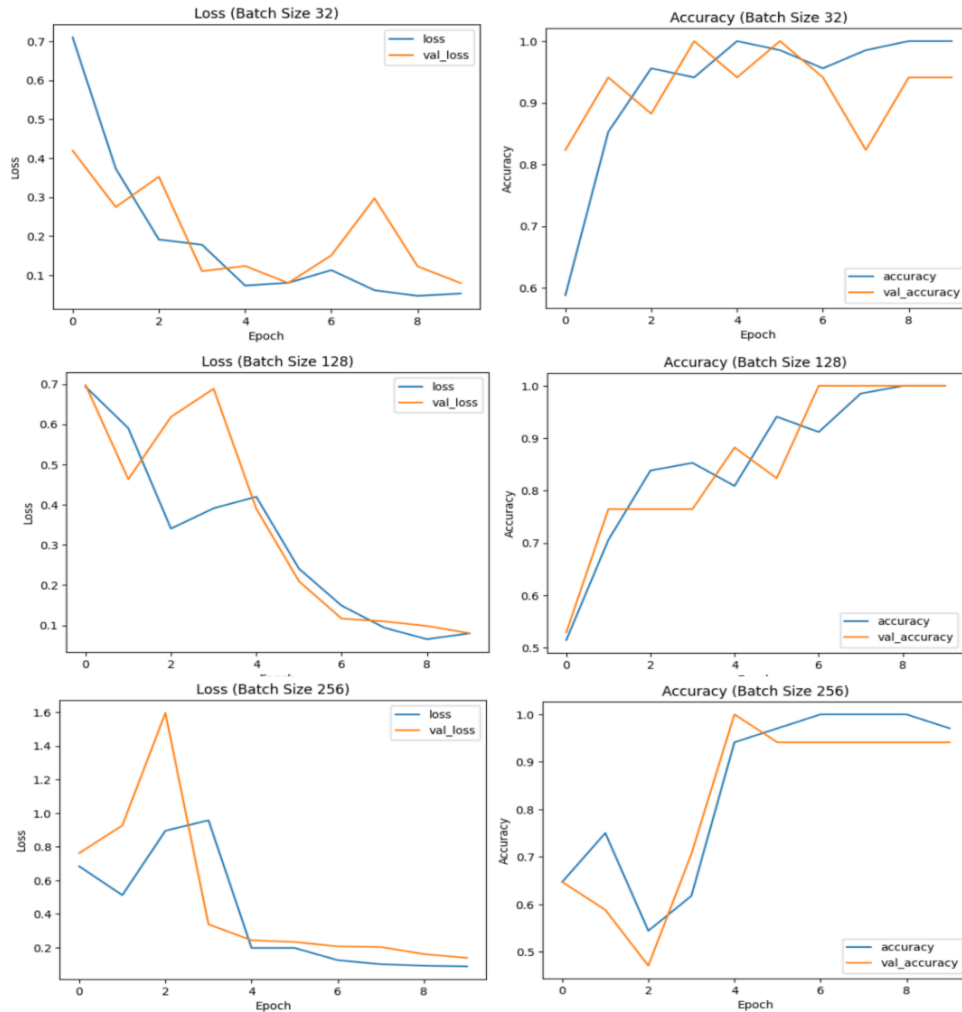 Loss (Batch Size 32)
loss
val_loss
0.7
0.6
0.5
0.4
0.3
0.2
0.1
Loss
0 2 4 6 8
Epoch
Accuracy (Batch Size 32)
1.0
0.9
0.8
0.7
0.6
Accuracy
accuracy
val_accuracy
0 2 4 6 8
Epoch
Loss (Batch Size 128)
loss
val_loss
0.7
0.6
0.5
0.4
0.3
0.2
0.1
Loss
0 2 4 6 8
Accuracy (Batch Size 128)
1.0
0.9
0.8
0.7
0.6
0.5
Accuracy
accuracy
val_accuracy
0 2 4 6 8
Loss (Batch Size 256)
loss
val_loss
1.6
1.4
1.2
1.0
0.8
0.6
0.4
0.2
Loss
0 2 4 6 8
Epoch
Accuracy (Batch Size 256)
1.0
0.9
0.8
0.7
0.6
0.5
Accuracy
accuracy
val_accuracy
0 2 4 6 8
Epoch